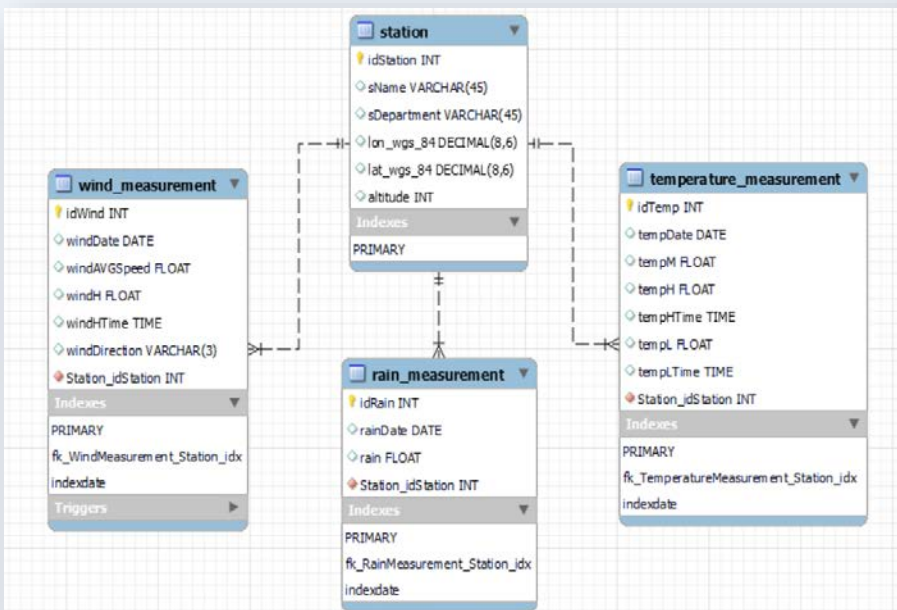 station
idStation INT
sName VARCHAR(45)
sDepartment VARCHAR(45)
lon_wgs_84 DECIMAL(8,6)
lat_wgs_84 DECIMAL(8,6)
altitude INT
Indexes
PRIMARY
wind_measurement
idWind INT
windDate DATE
windAVGSpeed FLOAT
windH FLOAT
windHTime TIME
windDirection VARCHAR(3)
Station_idStation INT
Indexes
PRIMARY
fk_WindMeasurement_Station_idx
indexdate
Triggers
rain_measurement
idRain INT
rainDate DATE
rain FLOAT
Station_idStation INT
Indexes
PRIMARY
fk_RainMeasurement_Station_idx
indexdate
temperature_measurement
idTemp INT
tempDate DATE
tempM FLOAT
tempH FLOAT
tempHTime TIME
tempL FLOAT
tempLTime TIME
Station_idStation INT
Indexes
PRIMARY
fk_TemperatureMeasurement_Station_idx
indexdate